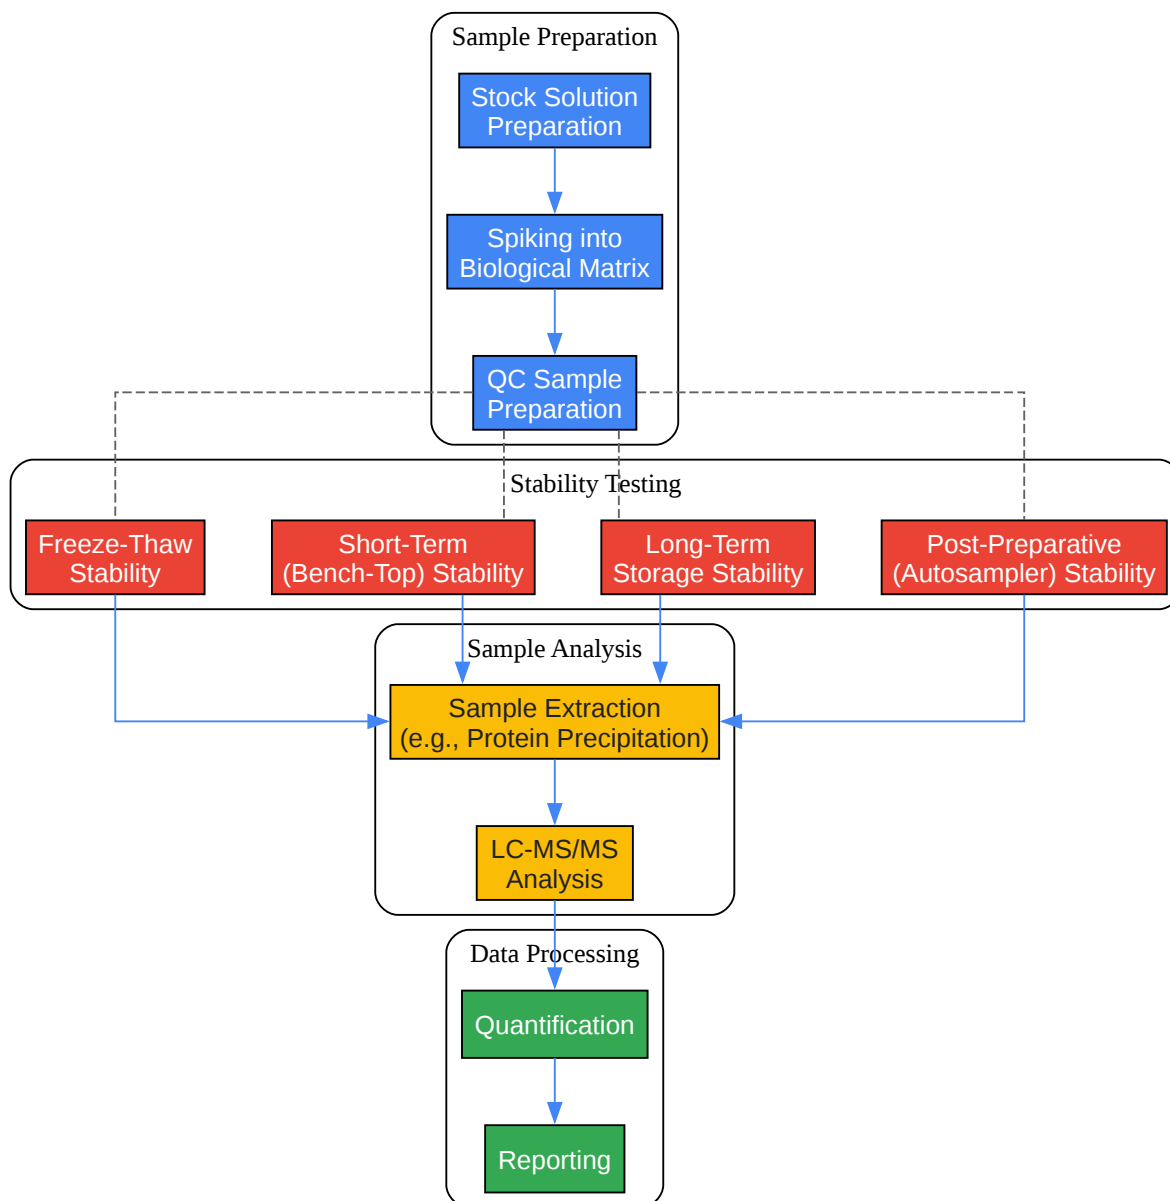 Sample Preparation
Stock Solution
Preparation
Spiking into
Biological Matrix
QC Sample
Preparation
Stability Testing
Freeze-Thaw
Stability
Short-Term
(Bench-Top) Stability
Long-Term
Storage Stability
Post-Preparative
(Autosampler) Stability
Sample Analysis
Sample Extraction
(e.g., Protein Precipitation)
LC-MS/MS
Analysis
Data Processing
Quantification
Reporting